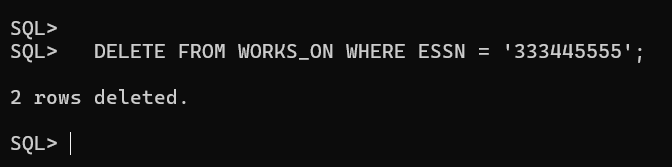 SQL>
SQL>   DELETE FROM WORKS_ON WHERE ESSN = '333445555';
2 rows deleted.
SQL>